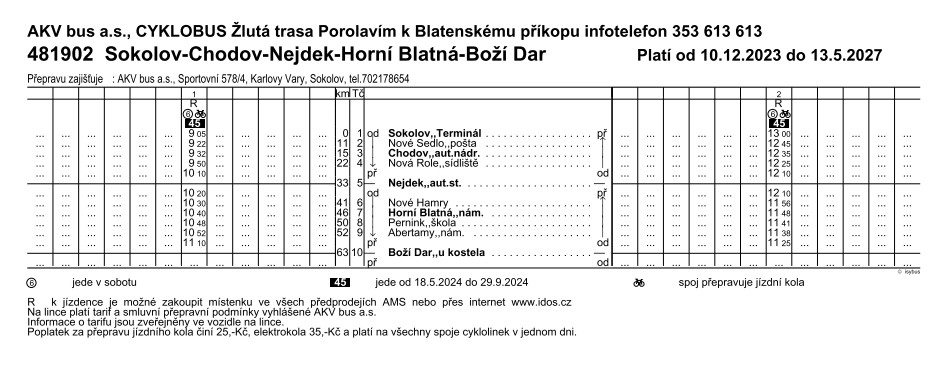 AKV bus a.s., CYKLOBUS Žlutá trasa Porolavím k Blatenskému příkopu infotelefon 353 613 613
481902 Sokolov-Chodov-Nejdek-Horní Blatná-Boží Dar Platí od 10.12.2023 do 13.5.2027
Přepravu zajišťuje : AKV bus a.s., Sportovní 578/4, Karlovy Vary, Sokolov, tel.702178654
1 km Tč 2
R R
⑥ ⑥
45 45
... ... ... ... ... ... 9 05 ... ... ... ... ... 0 1 od Sokolov,,Terminál .......... př ... ... ... ... ... ... 13 00 ... ... ... ... ...
... ... ... ... ... ... 9 22 ... ... ... ... ... 11 2 Nové Sedlo,,pošta .......... ... ... ... ... ... ... 12 45 ... ... ... ... ...
... ... ... ... ... ... 9 32 ... ... ... ... ... 15 3 Chodov,,aut.nádr. .......... ... ... ... ... ... ... 12 35 ... ... ... ... ...
... ... ... ... ... ... 9 50 ... ... ... ... ... 22 4 ↓ Nová Role,,sídliště .......... ... ... ... ... ... ... 12 25 ... ... ... ... ...
... ... ... ... ... ... 10 10 ... ... ... ... ... př od ... ... ... ... ... ... 12 10 ... ... ... ... ...
33 5 Nejdek,,aut.st. ..........
... ... ... ... ... ... 10 20 ... ... ... ... ... od př ... ... ... ... ... ... 12 10 ... ... ... ... ...
... ... ... ... ... ... 10 30 ... ... ... ... ... 41 6 Nové Hamry .......... ... ... ... ... ... ... 11 56 ... ... ... ... ...
... ... ... ... ... ... 10 40 ... ... ... ... ... 46 7 Horní Blatná,,nám. .......... ... ... ... ... ... ... 11 48 ... ... ... ... ...
... ... ... ... ... ... 10 48 ... ... ... ... ... 50 8 Pernink,,škola .......... ... ... ... ... ... ... 11 41 ... ... ... ... ...
... ... ... ... ... ... 10 52 ... ... ... ... ... 52 9 ↓ Abertamy,,nám. .......... ... ... ... ... ... ... 11 38 ... ... ... ... ...
... ... ... ... ... ... 11 10 ... ... ... ... ... př od ... ... ... ... ... ... 11 25 ... ... ... ... ...
63 10 Boží Dar,,u kostela ..........
... ... ... ... ... ... ... ... ... ... ... ... př od ... ... ... ... ... ... ... ... ... ... ... ...
© isybus
⑥ jede v sobotu 45 jede od 18.5.2024 do 29.9.2024 spoj přepravuje jízdní kola
R k jízdence je možné zakoupit místenku ve všech předprodejích AMS nebo přes internet www.idos.cz
Na lince platí tarif a smluvní přepravní podmínky vyhlášené AKV bus a.s.
Informace o tarifu jsou zveřejněny ve vozidle na lince.
Poplatek za přepravu jízdního kola činí 25,-Kč, elektrokola 35,-Kč a platí na všechny spoje cyklolinek v jednom dni.